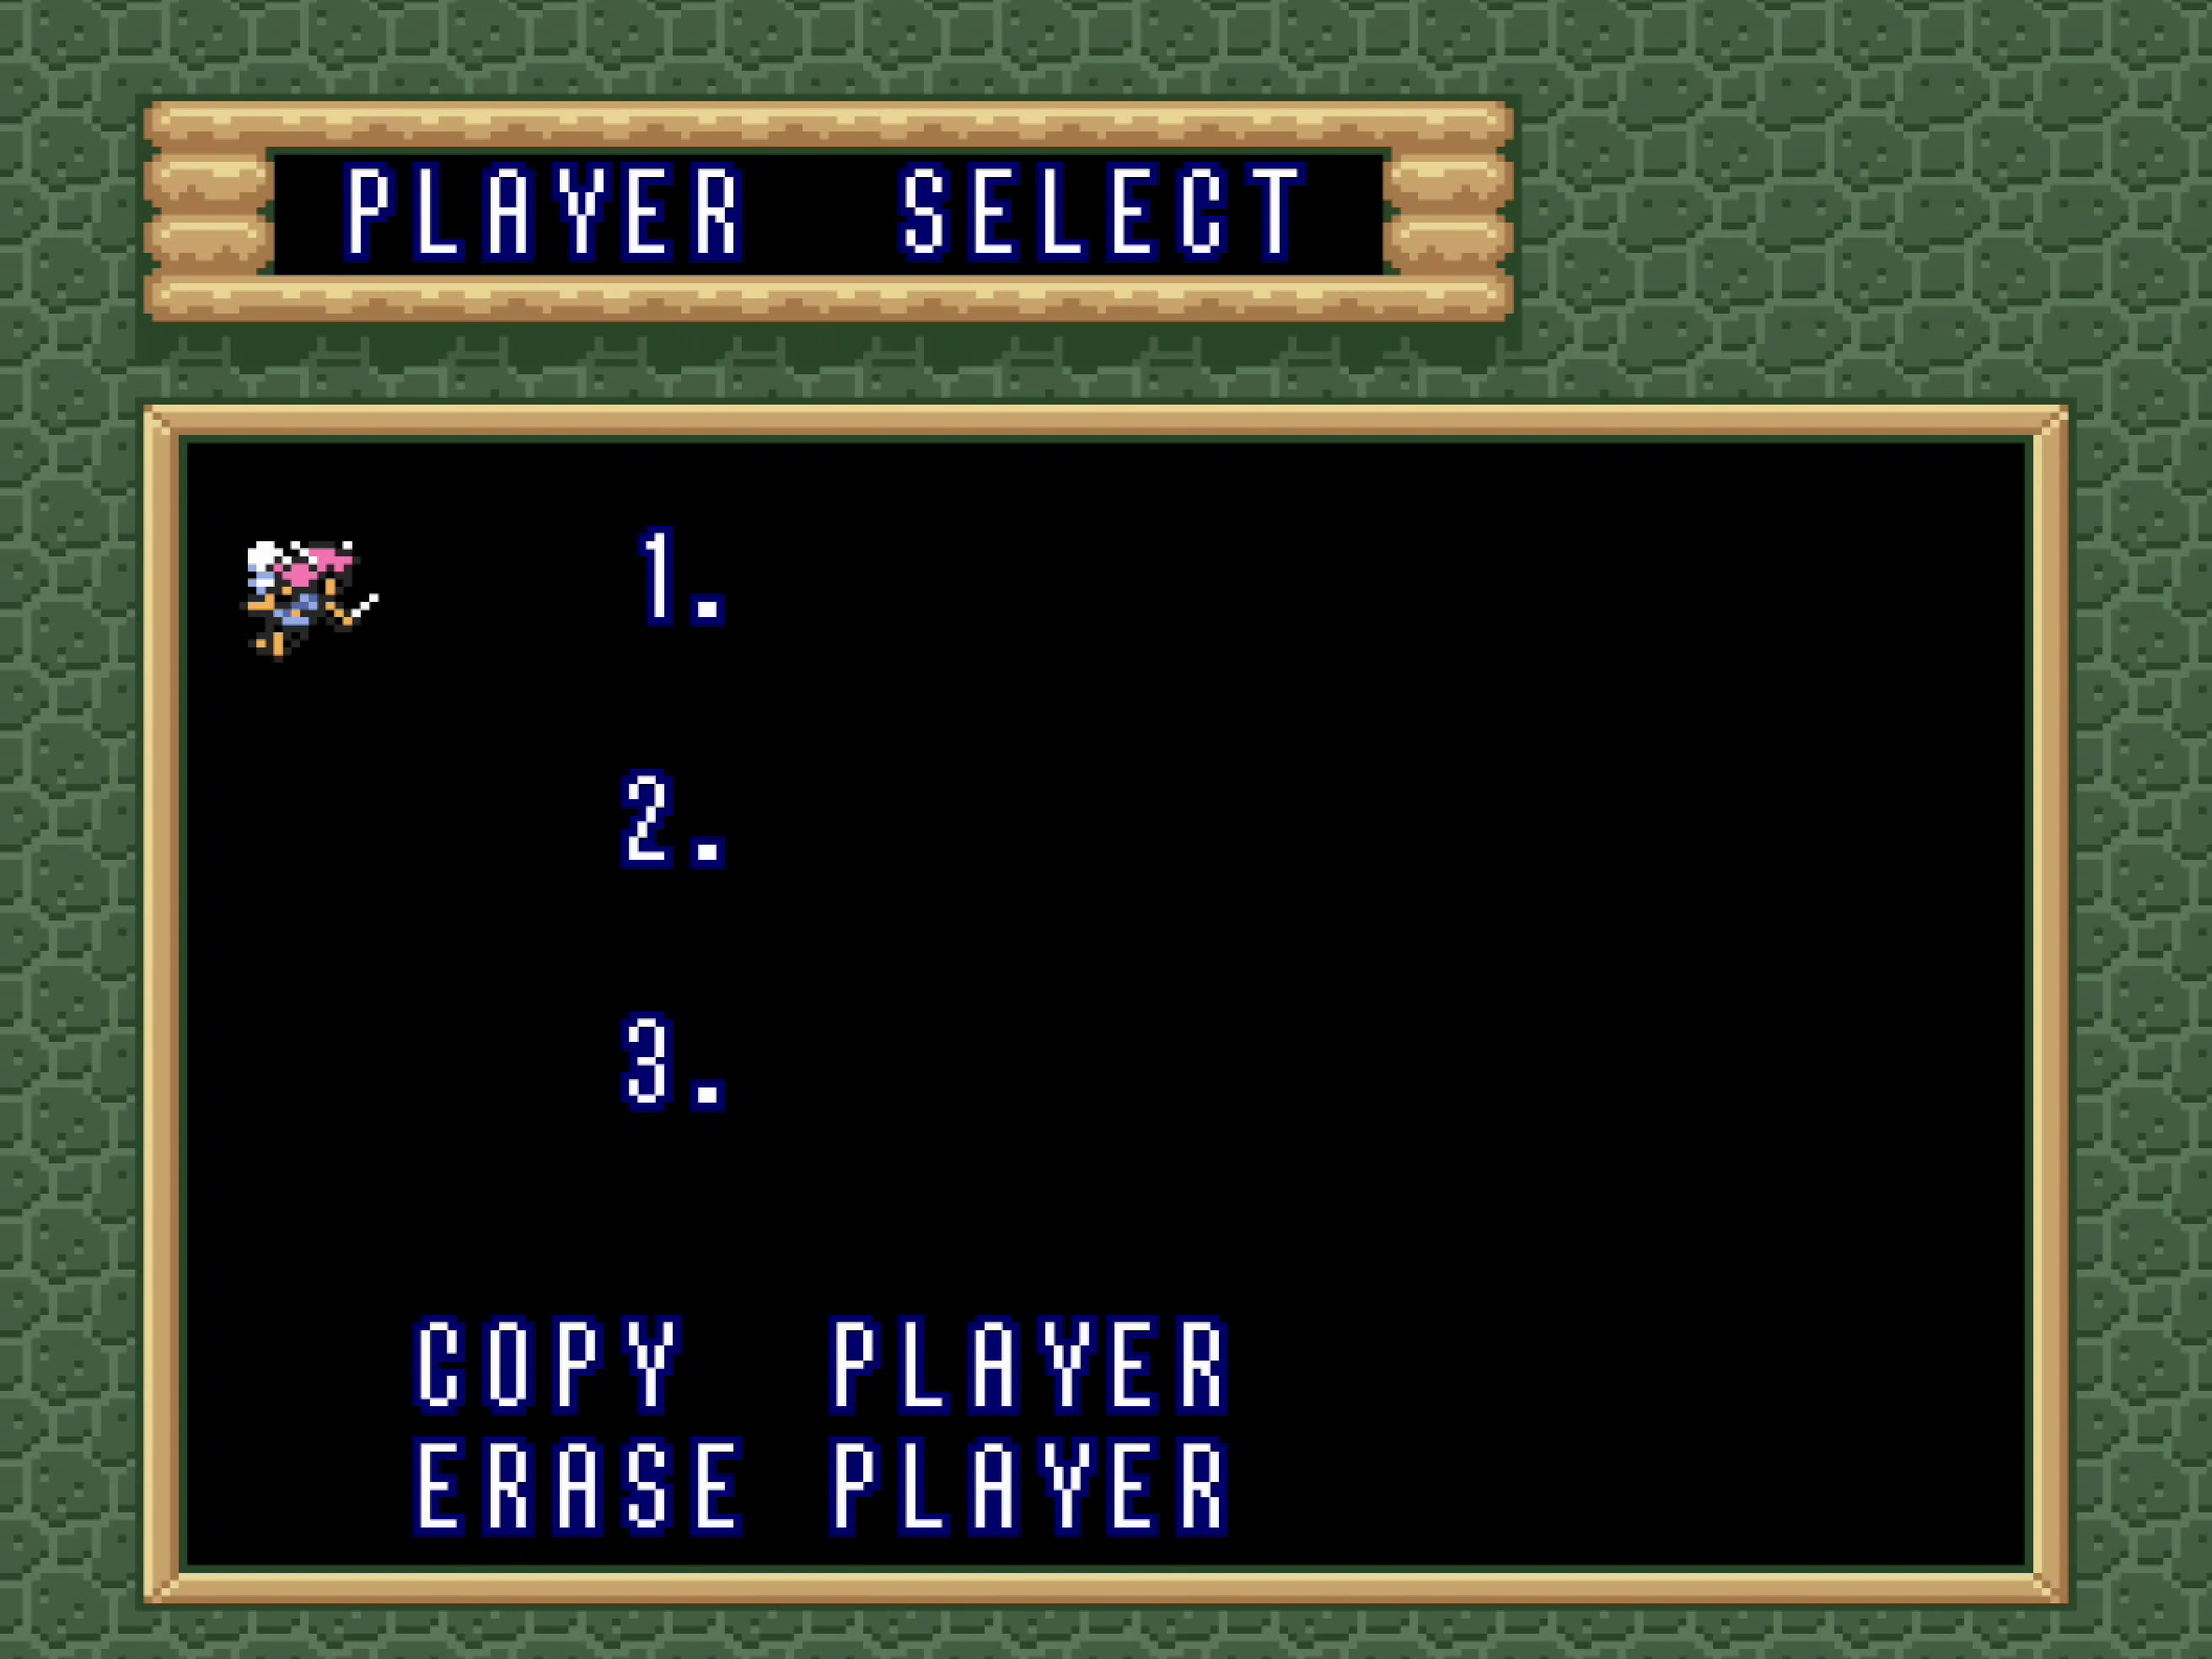 PLAYER SELECT
1.
2.
3.
COPY PLAYER
ERASE PLAYER